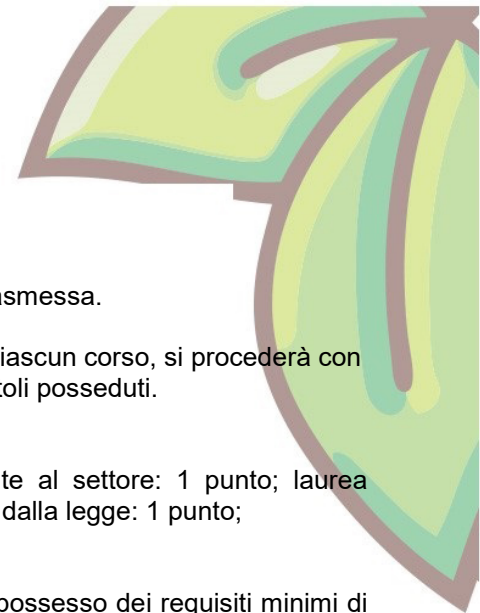 asmessa.
iascun corso, si procederà con
toli posseduti.
te al settore: 1 punto; laurea
dalla legge: 1 punto;
possesso dei requisiti minimi di